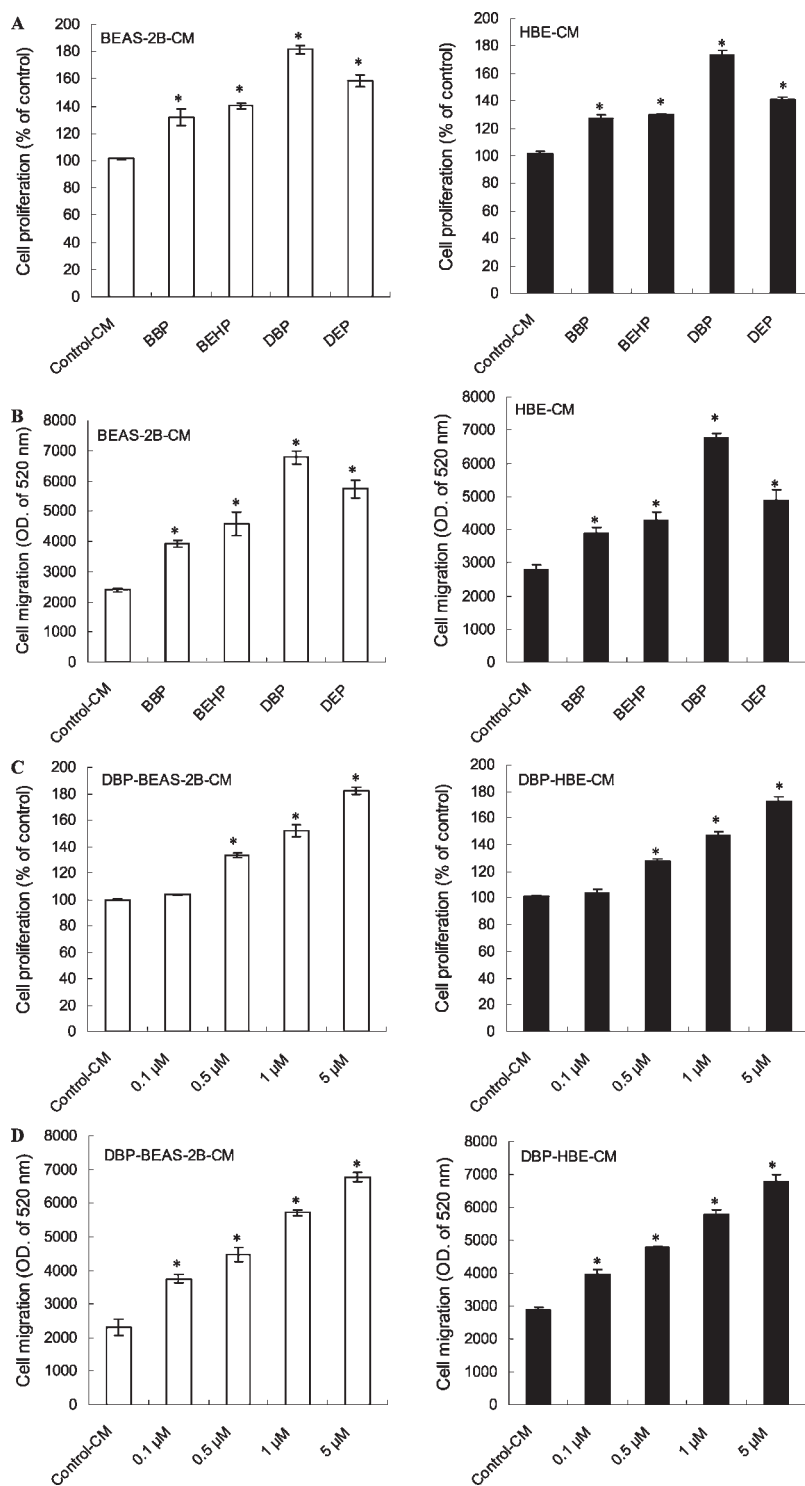 A
BEAS-2B-CM
Cell proliferation (% of control)
200
180
160
140
120
100
80
60
40
20
0
* * * *
Control-CM BBP BEHP DBP DEP
HBE-CM
Cell proliferation (% of control)
200
180
160
140
120
100
80
60
40
20
0
* * * *
Control-CM BBP BEHP DBP DEP
B
BEAS-2B-CM
Cell migration (OD. of 520 nm)
8000
7000
6000
5000
4000
3000
2000
1000
0
* * * *
Control-CM BBP BEHP DBP DEP
HBE-CM
Cell migration (OD. of 520 nm)
8000
7000
6000
5000
4000
3000
2000
1000
0
* * * *
Control-CM BBP BEHP DBP DEP
C
DBP-BEAS-2B-CM
Cell proliferation (% of control)
200
180
160
140
120
100
80
60
40
20
0
* * *
Control-CM 0.1 µM 0.5 µM 1 µM 5 µM
DBP-HBE-CM
Cell proliferation (% of control)
200
180
160
140
120
100
80
60
40
20
0
* * *
Control-CM 0.1 µM 0.5 µM 1 µM 5 µM
D
DBP-BEAS-2B-CM
Cell migration (OD. of 520 nm)
8000
7000
6000
5000
4000
3000
2000
1000
0
* * * *
Control-CM 0.1 µM 0.5 µM 1 µM 5 µM
DBP-HBE-CM
Cell migration (OD. of 520 nm)
8000
7000
6000
5000
4000
3000
2000
1000
0
* * * *
Control-CM 0.1 µM 0.5 µM 1 µM 5 µM